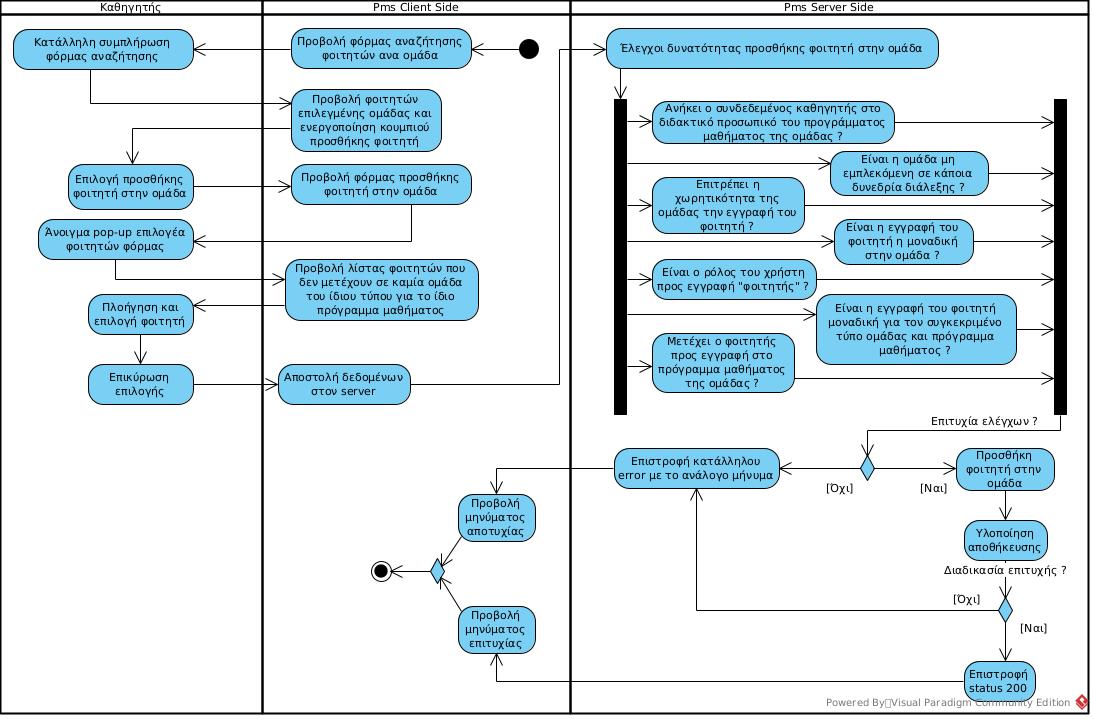 Καθηγητής
Pms Client Side
Pms Server Side
Κατάλληλη συμπλήρωση
φόρμας αναζήτησης
Προβολή φόρμας αναζήτησης
φοιτητών ανα ομάδα
Έλεγχοι δυνατότητας προσθήκης φοιτητή στην ομάδα
Προβολή φοιτητών
επιλεγμένης ομάδας και
ενεργοποίηση κουμπιού
προσθήκης φοιτητή
Ανήκει ο συνδεδεμένος καθηγητής στο
διδακτικό προσωπικό του προγράμματος
μαθήματος της ομάδας ?
Επιλογή προσθήκης
φοιτητή στην ομάδα
Προβολή φόρμας προσθήκης
φοιτητή στην ομάδα
Είναι η ομάδα μη
εμπλεκόμενη σε κάποια
συνεδρία διάλεξης ?
Επιτρέπει η
χωρητικότητα της
ομάδας την εγγραφή του
φοιτητή ?
Άνοιγμα pop-up επιλογέα
φοιτητών φόρμας
Είναι η εγγραφή του
φοιτητή η μοναδική
στην ομάδα ?
Προβολή λίστας φοιτητών που
δεν μετέχουν σε καμία ομάδα
του ίδιου τύπου για το ίδιο
πρόγραμμα μαθήματος
Είναι ο ρόλος του χρήστη
προς εγγραφή "φοιτητής" ?
Πλοήγηση και
επιλογή φοιτητή
Είναι η εγγραφή του φοιτητή
μοναδική για τον συγκεκριμένο
τύπο ομάδας και πρόγραμμα
μαθήματος ?
Μετέχει ο φοιτητής
προς εγγραφή στο
πρόγραμμα μαθήματος
της ομάδας ?
Επικύρωση
επιλογής
Αποστολή δεδομένων
στον server
Επιτυχία ελέγχων ?
Επιστροφή κατάλληλου
error με το ανάλογο μήνυμα
[Όχι]
[Ναι]
Προσθήκη
φοιτητή στην
ομάδα
Προβολή
μηνύματος
αποτυχίας
Υλοποίηση
αποθήκευσης
Διαδικασία επιτυχής ?
[Όχι]
[Ναι]
Προβολή
μηνύματος
επιτυχίας
Επιστροφή
status 200
Powered By Visual Paradigm Community Edition